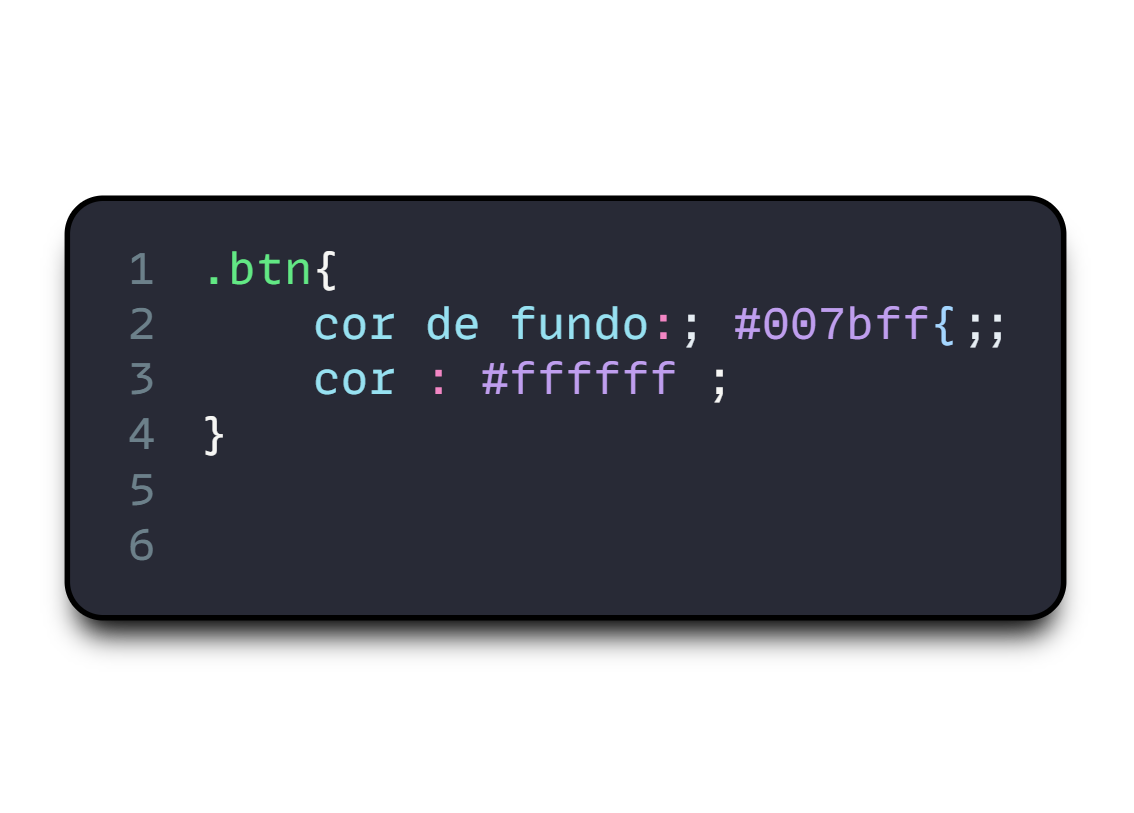 1 .btn{
2 cor de fundo:; #007bff{;;
3 cor : #ffffff ;
4 }
5
6